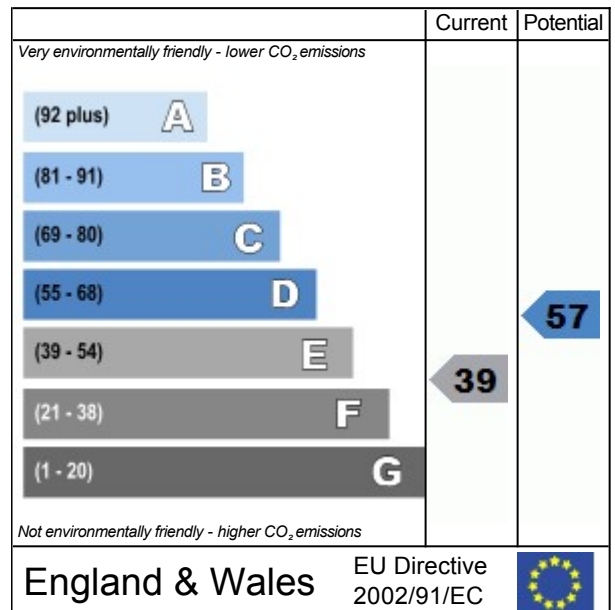 Current Potential
Very environmentally friendly - lower CO₂ emissions
(92 plus) A
(81 - 91) B
(69 - 80) C
(55 - 68) D
57
(39 - 54) E
39
(21 - 38) F
(1 - 20) G
Not environmentally friendly - higher CO₂ emissions
England & Wales
EU Directive
2002/91/EC